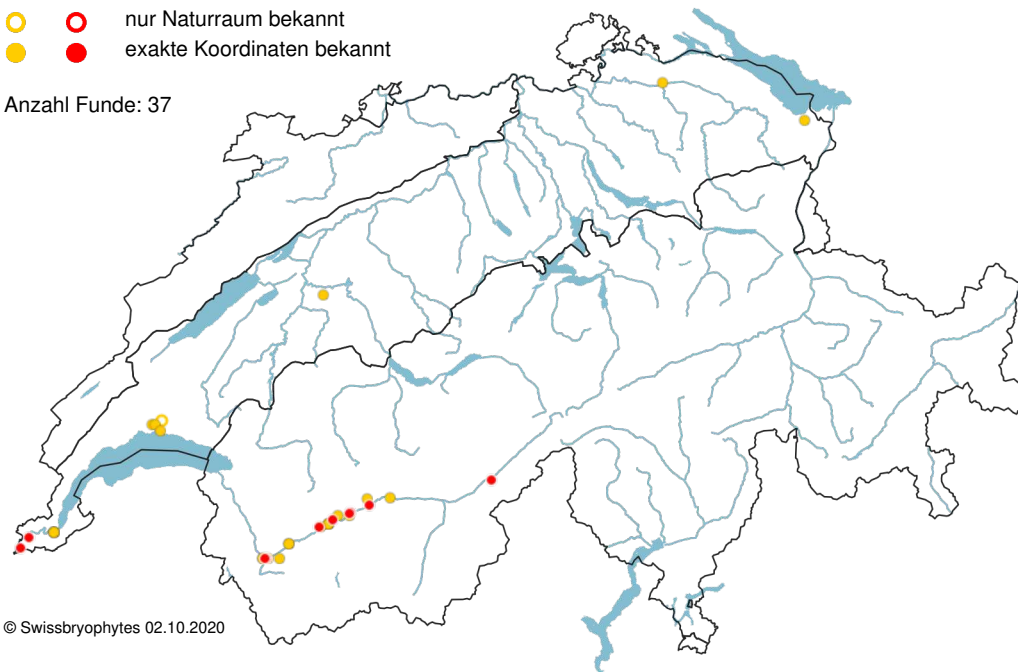 nur Naturraum bekannt
exakte Koordinaten bekannt
Anzahl Funde: 37
© Swissbryophytes 02.10.2020